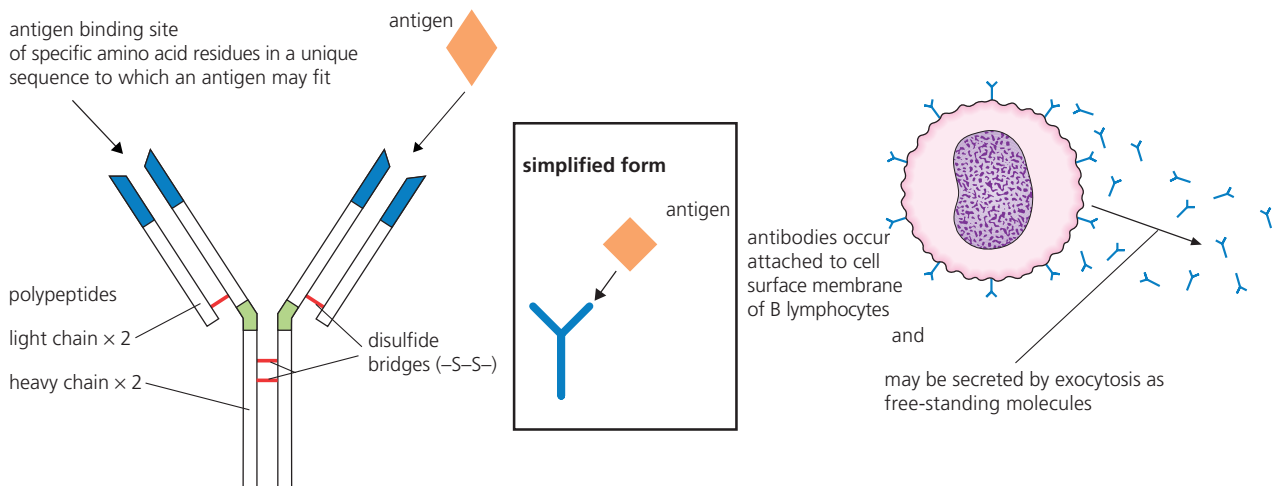 antigen binding site
of specific amino acid residues in a unique
sequence to which an antigen may fit
antigen
polypeptides
light chain × 2
heavy chain × 2
disulfide
bridges (–S–S–)
simplified form
antigen
antibodies occur
attached to cell
surface membrane
of B lymphocytes
and
may be secreted by exocytosis as
free-standing molecules